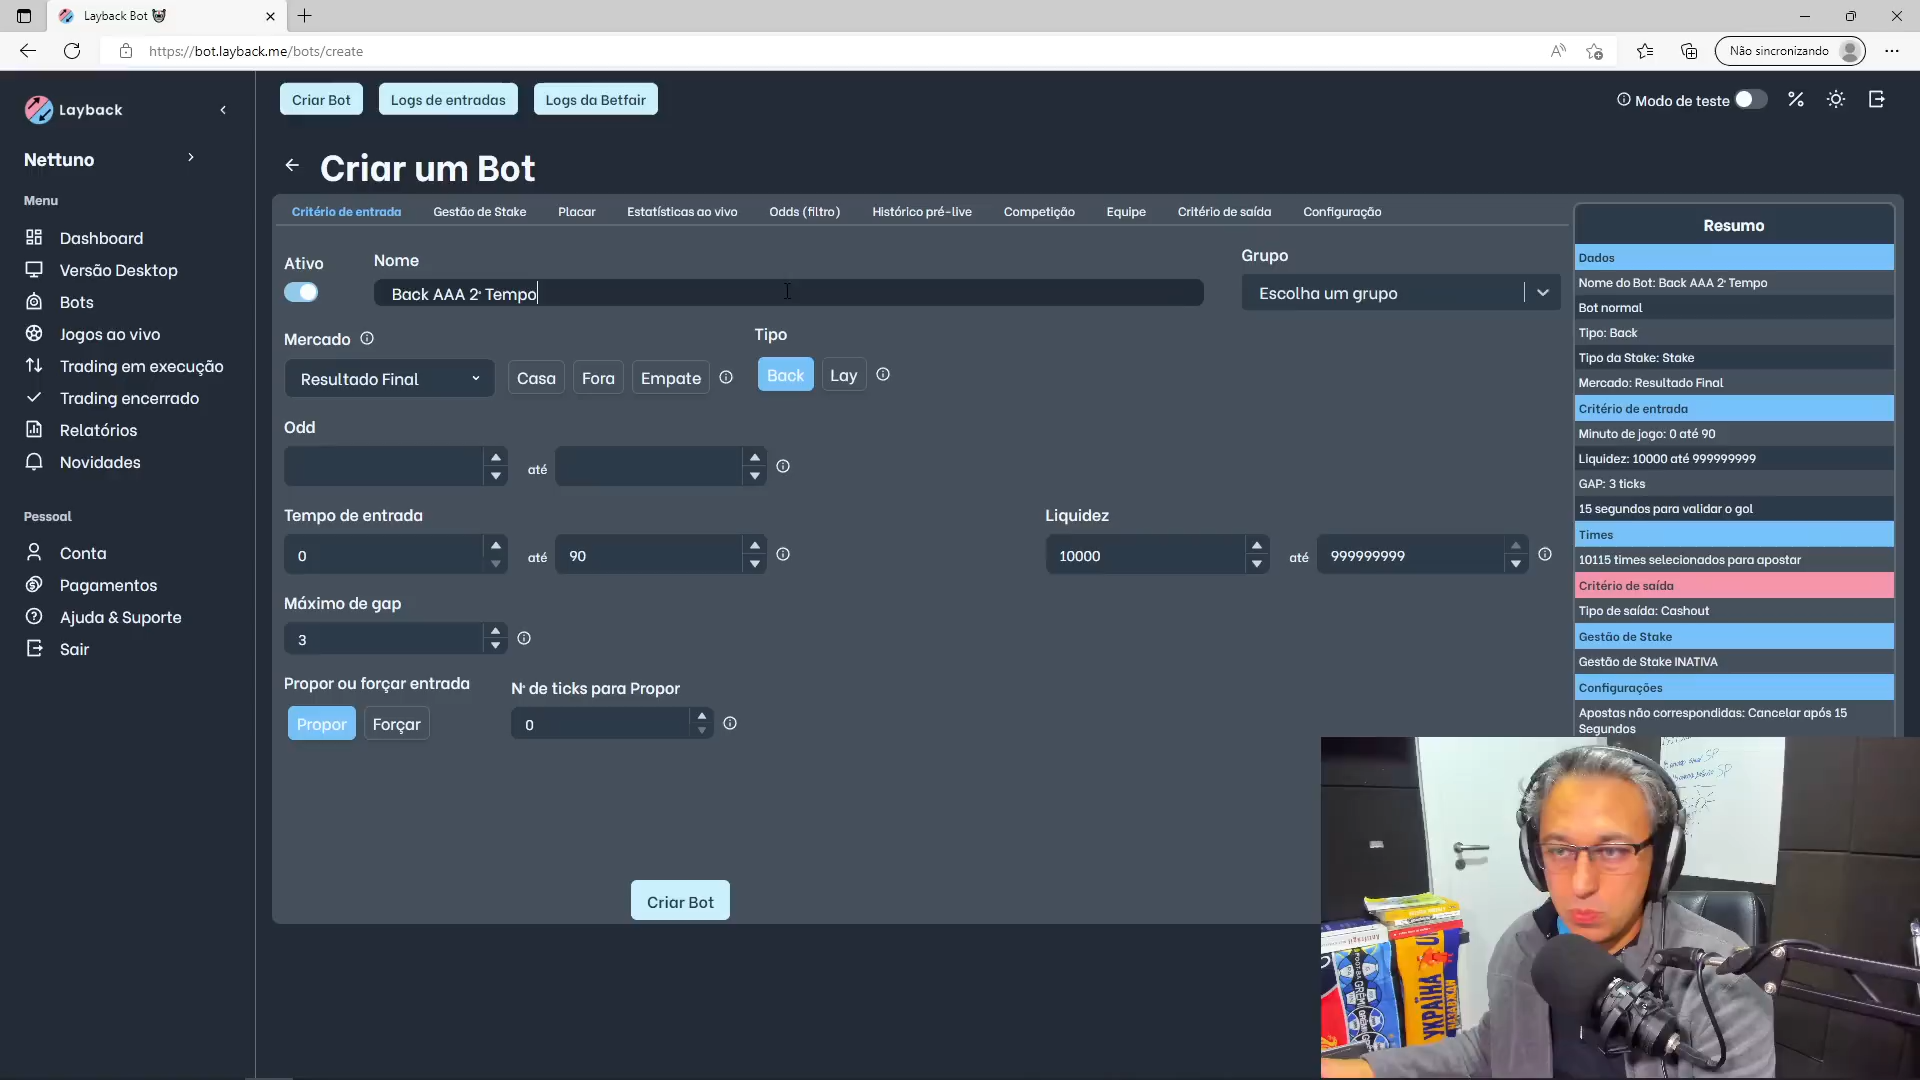 Layback Bot
https://bot.layback.me/bots/create
Não sincronizando
Layback
Nettuno
Menu
Dashboard
Versão Desktop
Bots
Jogos ao vivo
Trading em execução
Trading encerrado
Relatórios
Novidades
Pessoal
Conta
Pagamentos
Ajuda & Suporte
Sair
Criar Bot
Logs de entradas
Logs da Betfair
Modo de teste
Criar um Bot
Critério de entrada
Gestão de Stake
Placar
Estatísticas ao vivo
Odds (filtro)
Histórico pré-live
Competição
Equipe
Critério de saída
Configuração
Ativo
Nome
Back AAA 2º Tempo
Grupo
Escolha um grupo
Mercado
Resultado Final
Casa
Fora
Empate
Tipo
Back
Lay
Odd
até
Tempo de entrada
0
até
90
Liquidez
10000
até
999999999
Máximo de gap
3
Propor ou forçar entrada
Propor
Forçar
Nº de ticks para Propor
0
Criar Bot
Resumo
Dados
Nome do Bot: Back AAA 2º Tempo
Bot normal
Tipo: Back
Tipo da Stake: Stake
Mercado: Resultado Final
Critério de entrada
Minuto de jogo: 0 até 90
Liquidez: 10000 até 999999999
GAP: 3 ticks
15 segundos para validar o gol
Times
10115 times selecionados para apostar
Critério de saída
Tipo de saída: Cashout
Gestão de Stake
Gestão de Stake INATIVA
Configurações
Apostas não correspondidas: Cancelar após 15
Segundos
УКРАЇНА
НАЗАВЖДИ